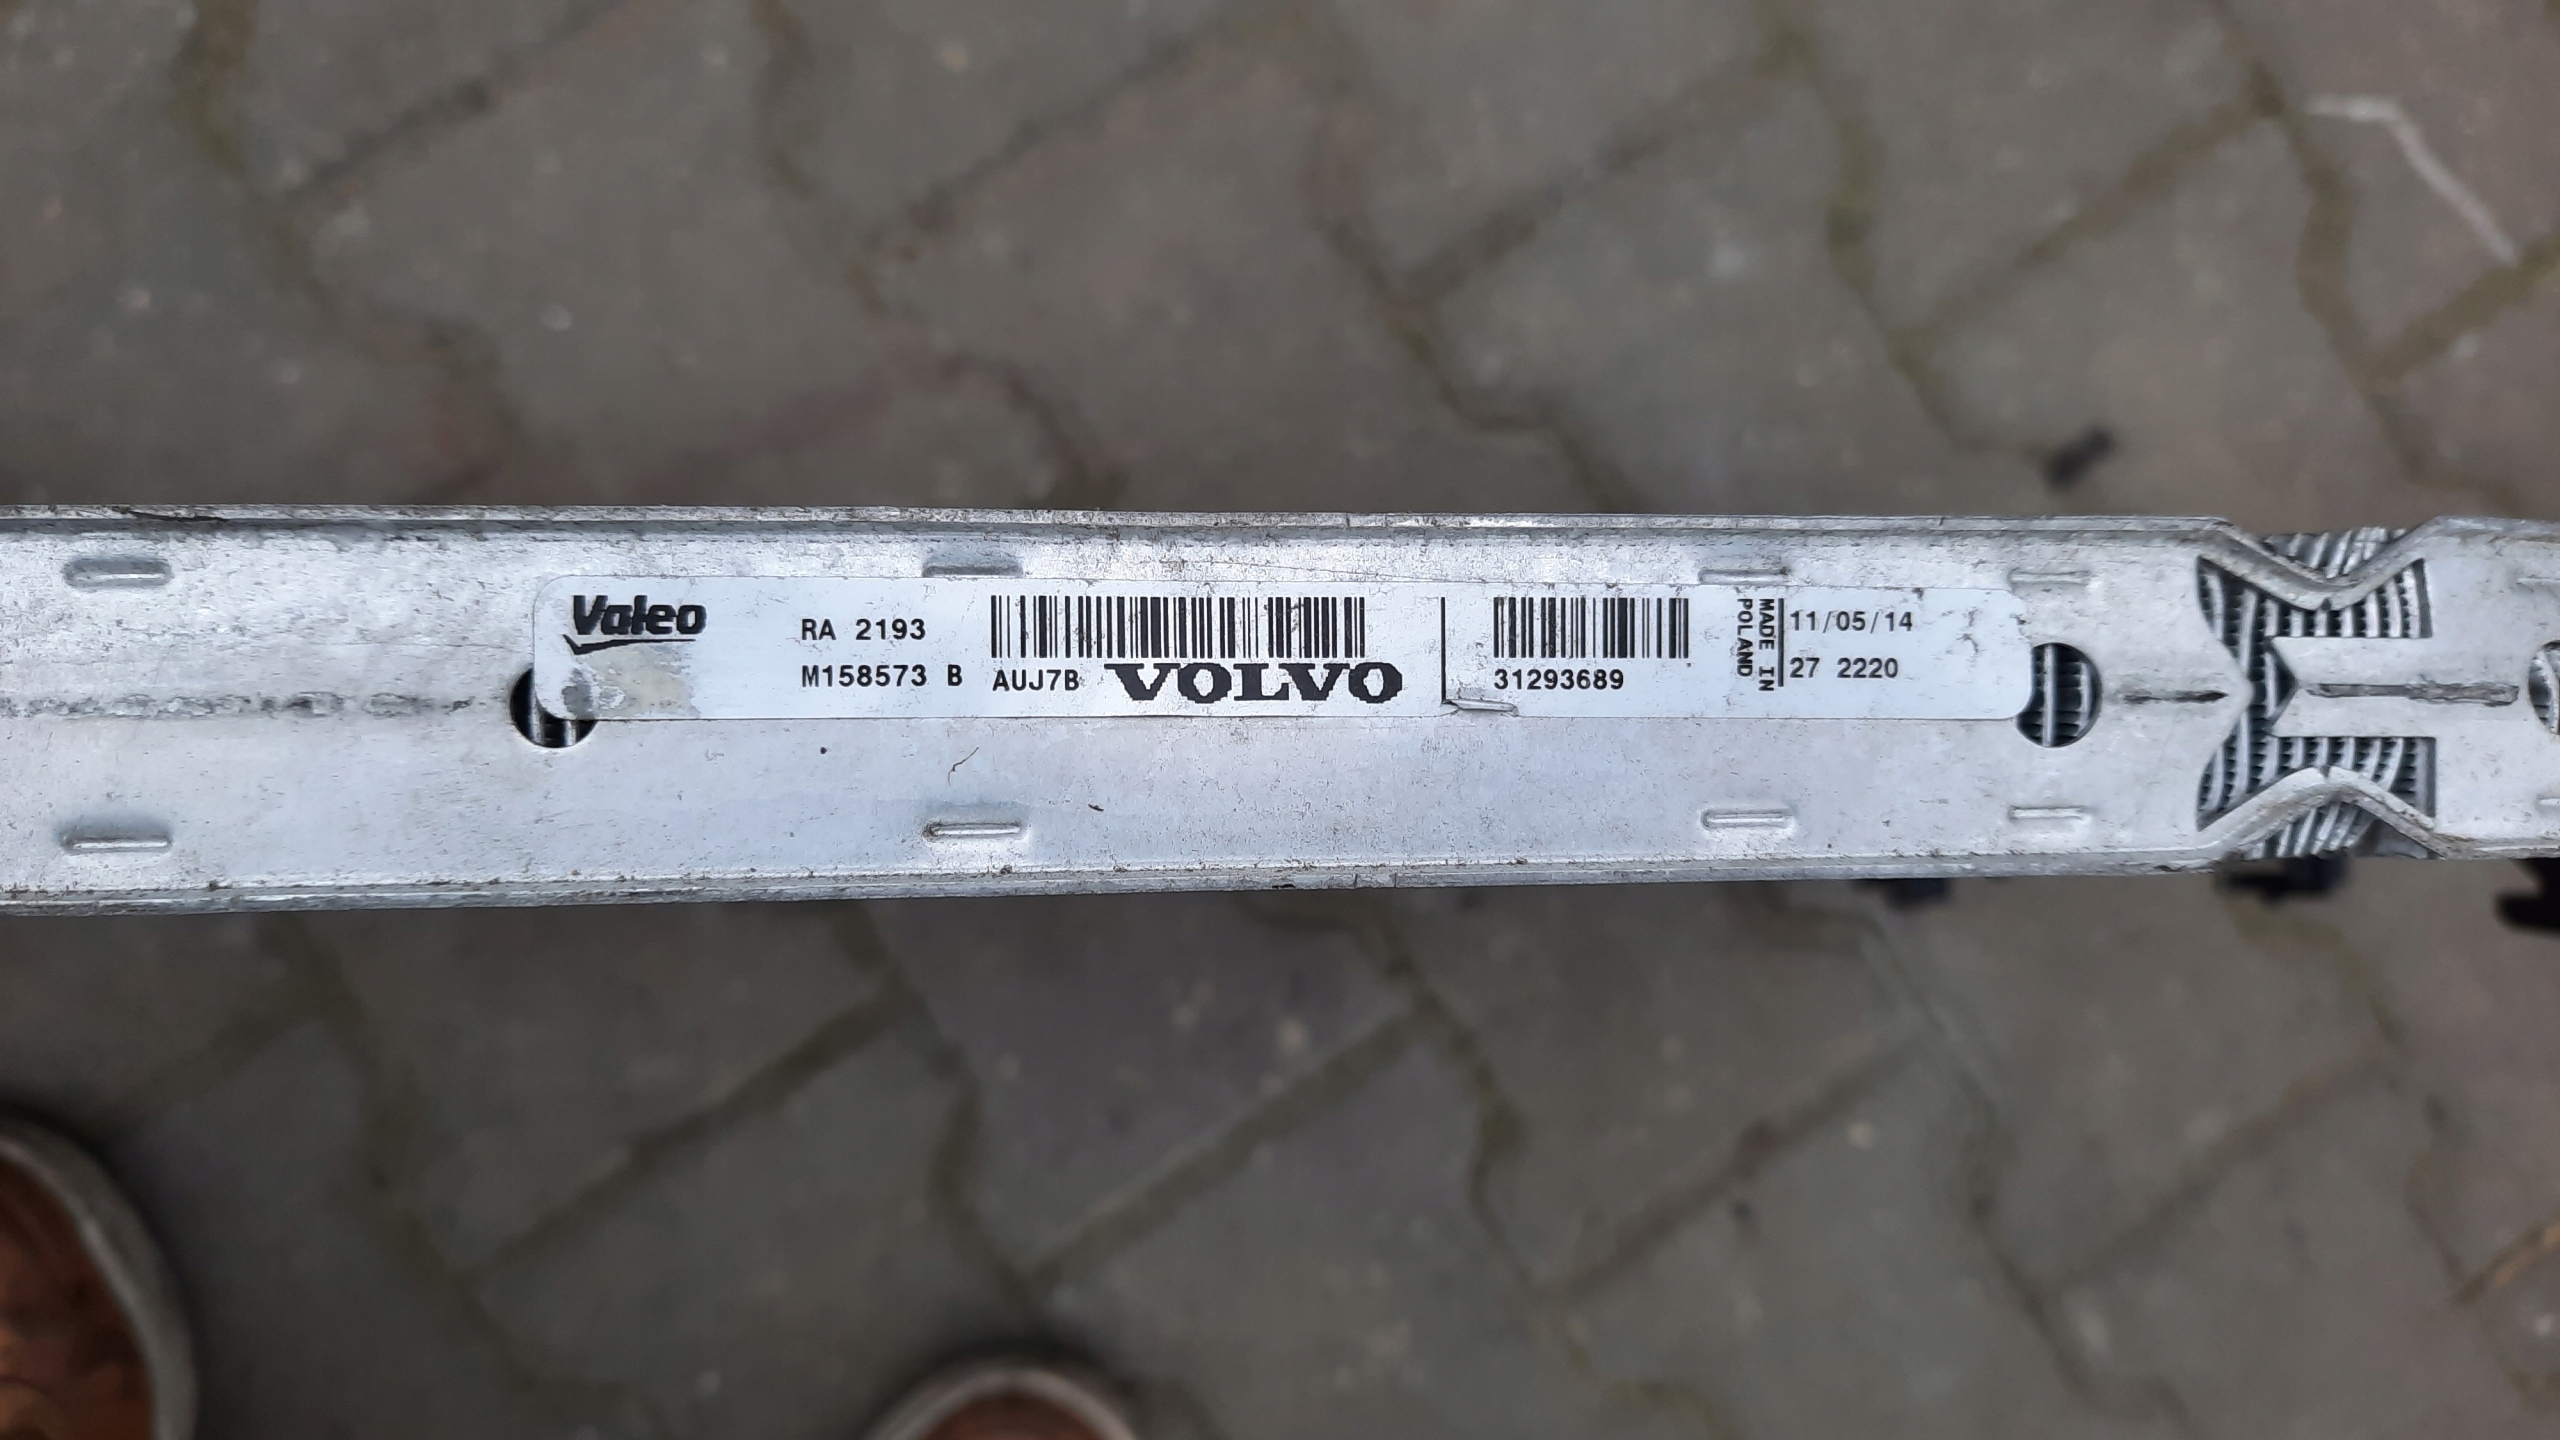 Valeo
RA 2193
M158573 B
AUJ7B
VOLVO
31293689
MADE IN
POLAND
11/05/14
27 2220